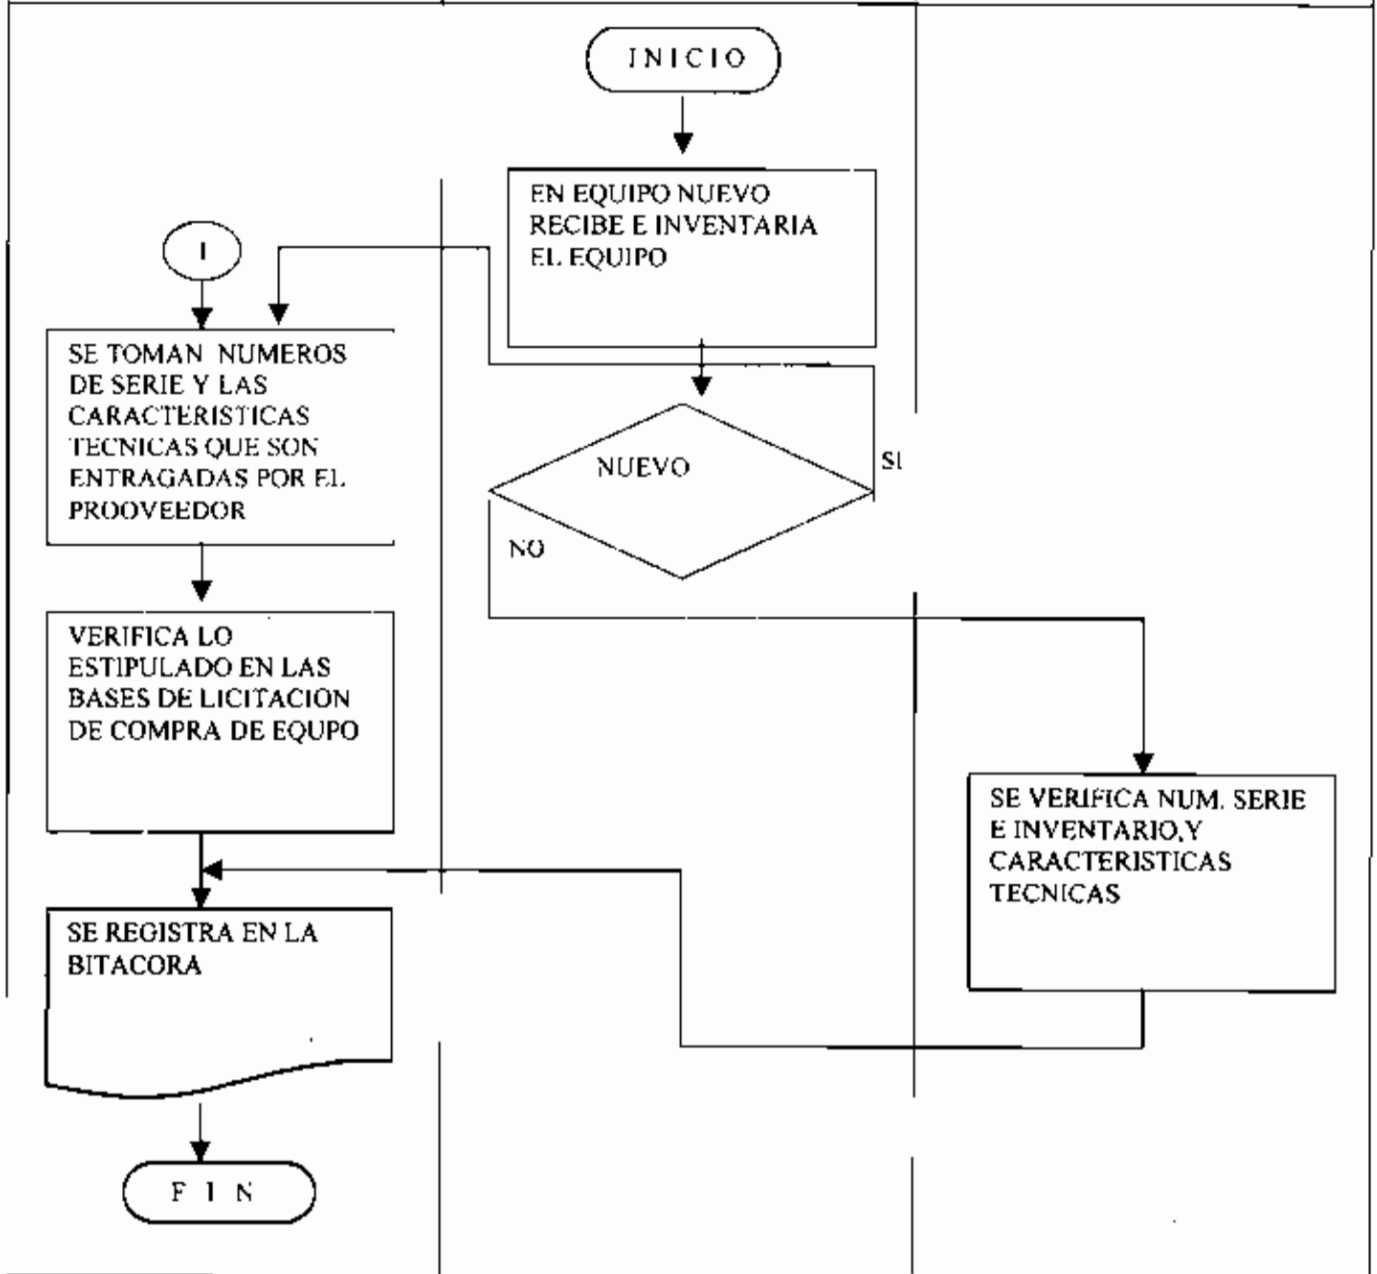 INICIO
EN EQUIPO NUEVO
RECIBE E INVENTARIA
EL EQUIPO
1
SE TOMAN NUMEROS
DE SERIE Y LAS
CARACTERISTICAS
TECNICAS QUE SON
ENTRAGADAS POR EL
PROOVEEDOR
NUEVO
SI
NO
VERIFICA LO
ESTIPULADO EN LAS
BASES DE LICITACION
DE COMPRA DE EQUPO
SE VERIFICA NUM. SERIE
E INVENTARIO,Y
CARACTERISTICAS
TECNICAS
SE REGISTRA EN LA
BITACORA
F I N